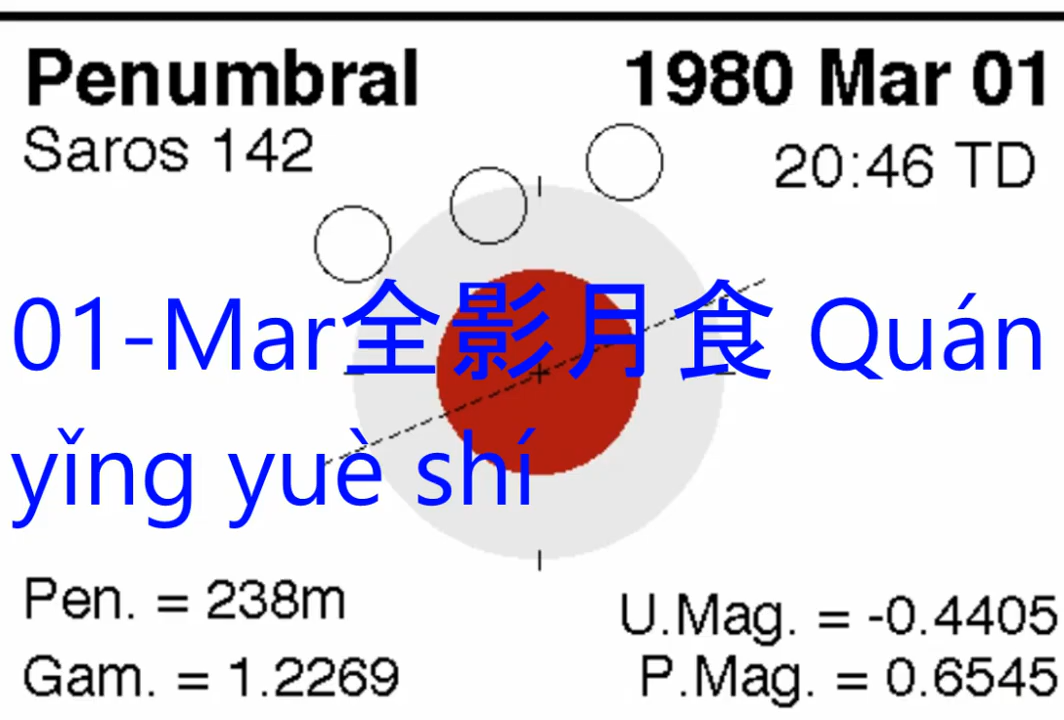 Penumbral 1980 Mar 01
Saros 142 20:46 TD
01-Mar全影月食 Quán
yǐng yuè shí
Pen. = 238m U.Mag. = -0.4405
Gam. = 1.2269 P.Mag. = 0.6545